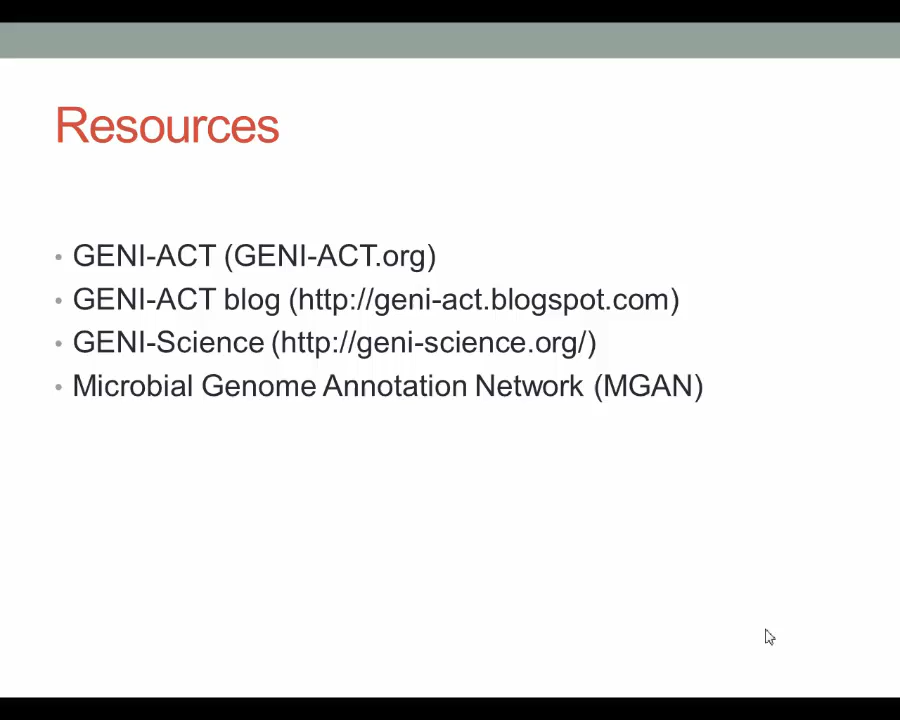 Resources
• GENI-ACT (GENI-ACT.org)
• GENI-ACT blog (http://geni-act.blogspot.com)
• GENI-Science (http://geni-science.org/)
• Microbial Genome Annotation Network (MGAN)